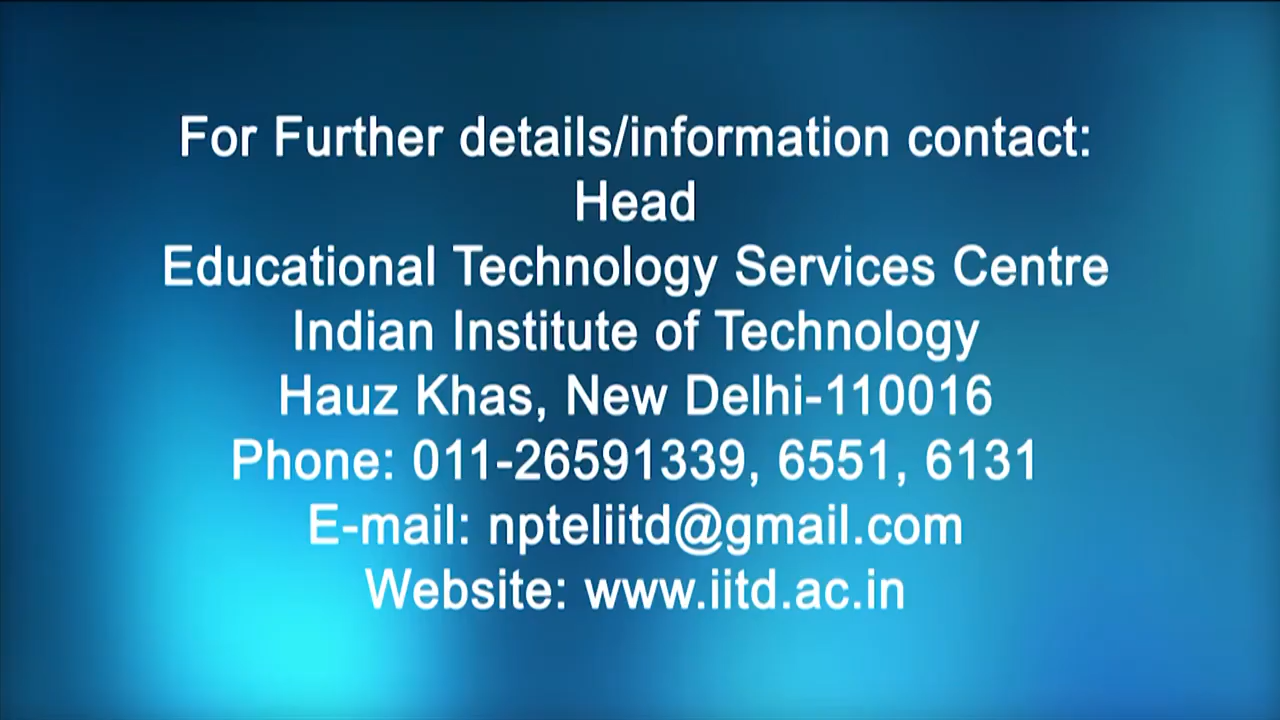 For Further details/information contact:
Head
Educational Technology Services Centre
Indian Institute of Technology
Hauz Khas, New Delhi-110016
Phone: 011-26591339, 6551, 6131
E-mail: npteliitd@gmail.com
Website: www.iitd.ac.in